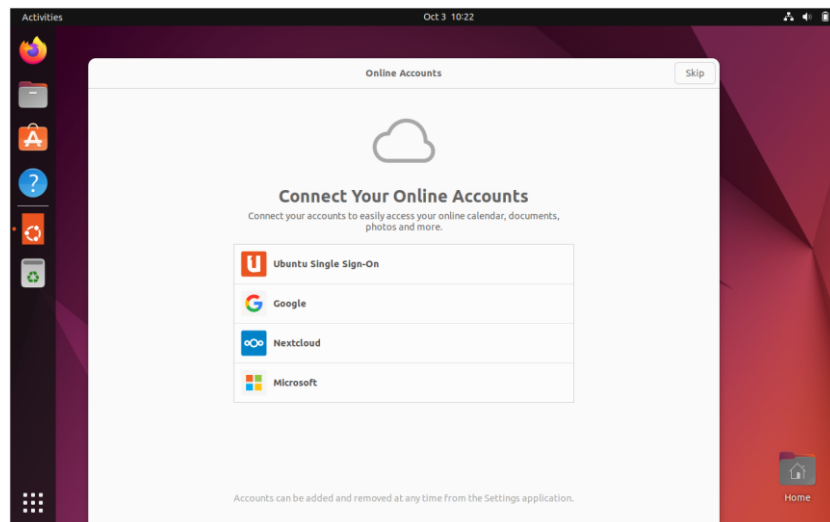 Activities
Oct 3 10:22
Online Accounts
Skip
Connect Your Online Accounts
Connect your accounts to easily access your online calendar, documents,
photos and more.
Ubuntu Single Sign-On
Google
Nextcloud
Microsoft
Home
Accounts can be added and removed at any time from the Settings application.